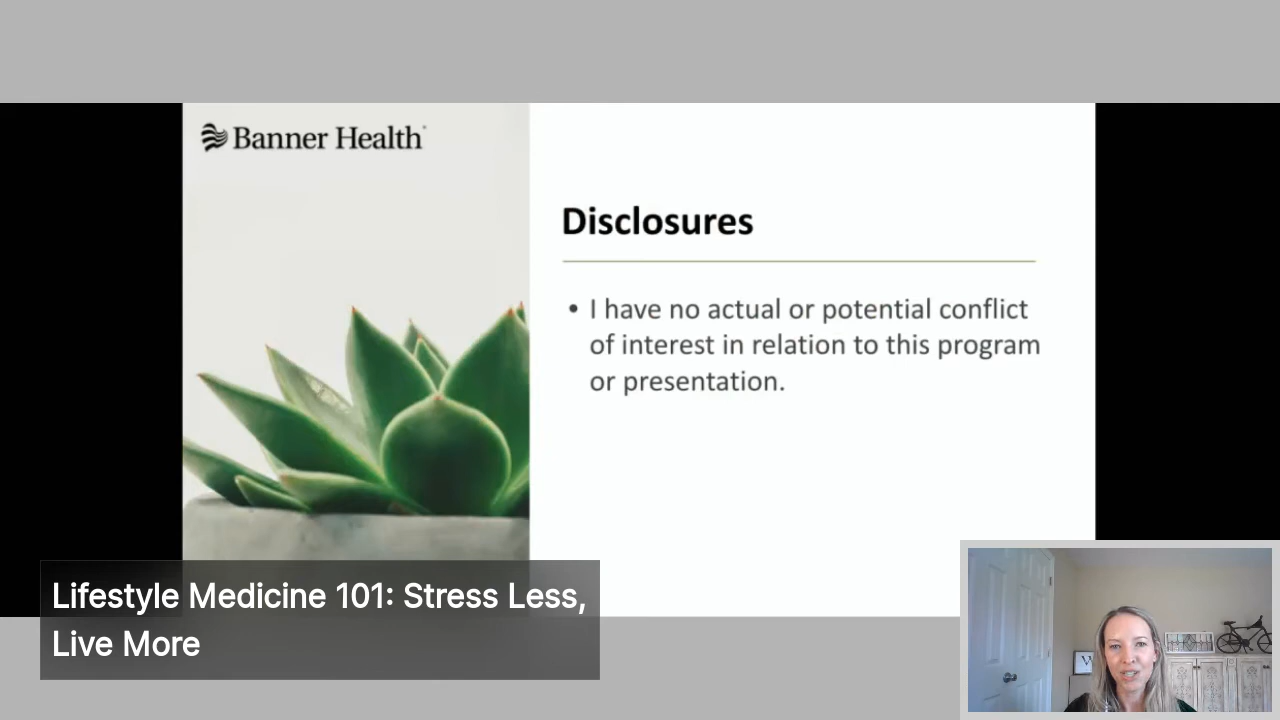 Banner Health
Disclosures
• I have no actual or potential conflict
of interest in relation to this program
or presentation.
Lifestyle Medicine 101: Stress Less,
Live More
W